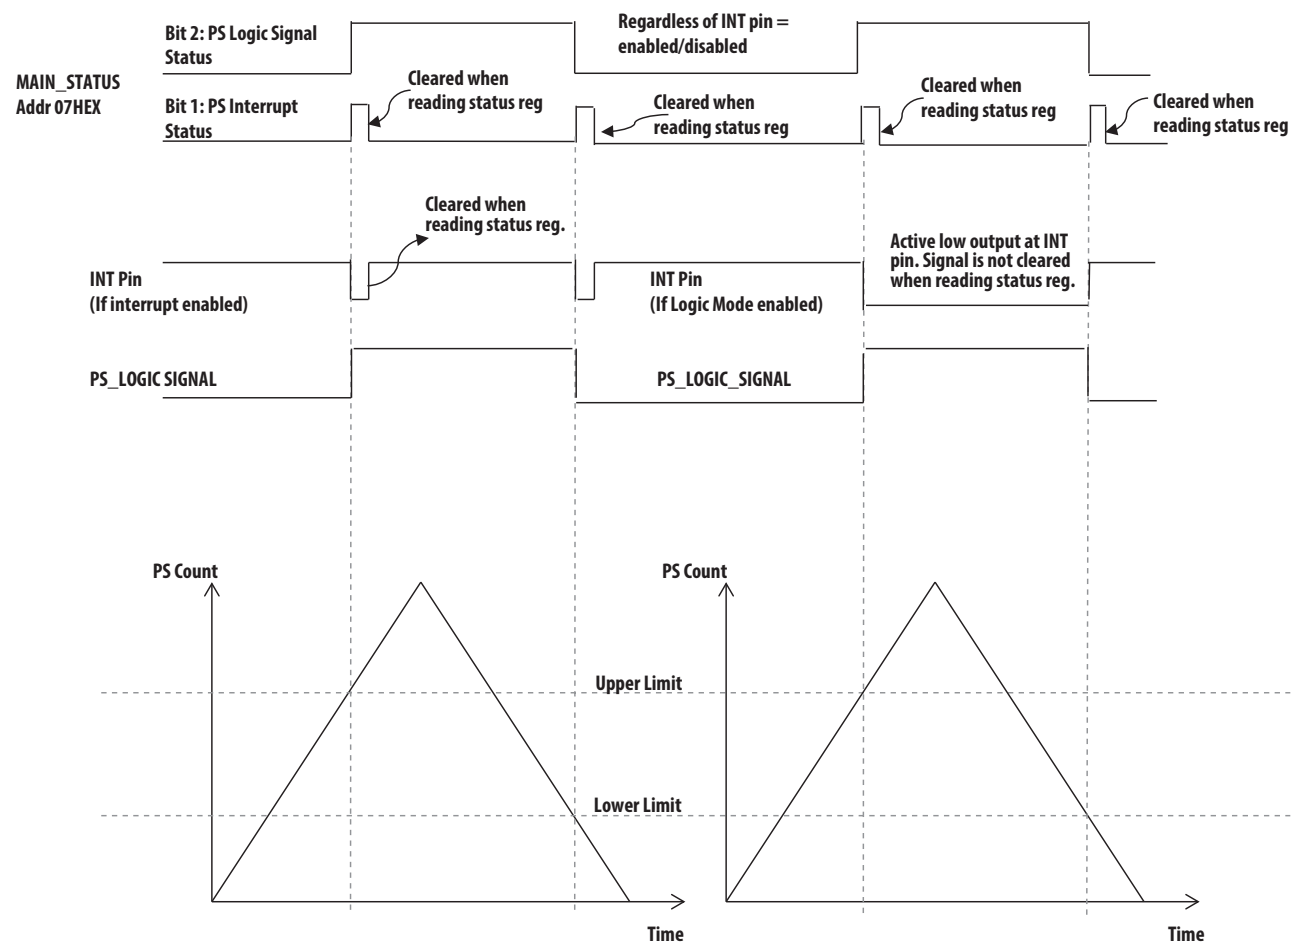 Bit 2: PS Logic Signal
Status
Regardless of INT pin =
enabled/disabled
MAIN_STATUS
Addr 07HEX
Bit 1: PS Interrupt
Status
Cleared when
reading status reg
Cleared when
reading status reg
Cleared when
reading status reg
Cleared when
reading status reg
Cleared when
reading status reg.
INT Pin
(If interrupt enabled)
INT Pin
(If Logic Mode enabled)
Active low output at INT
pin. Signal is not cleared
when reading status reg.
PS_LOGIC SIGNAL
PS_LOGIC_SIGNAL
PS Count
PS Count
Upper Limit
Lower Limit
Time
Time